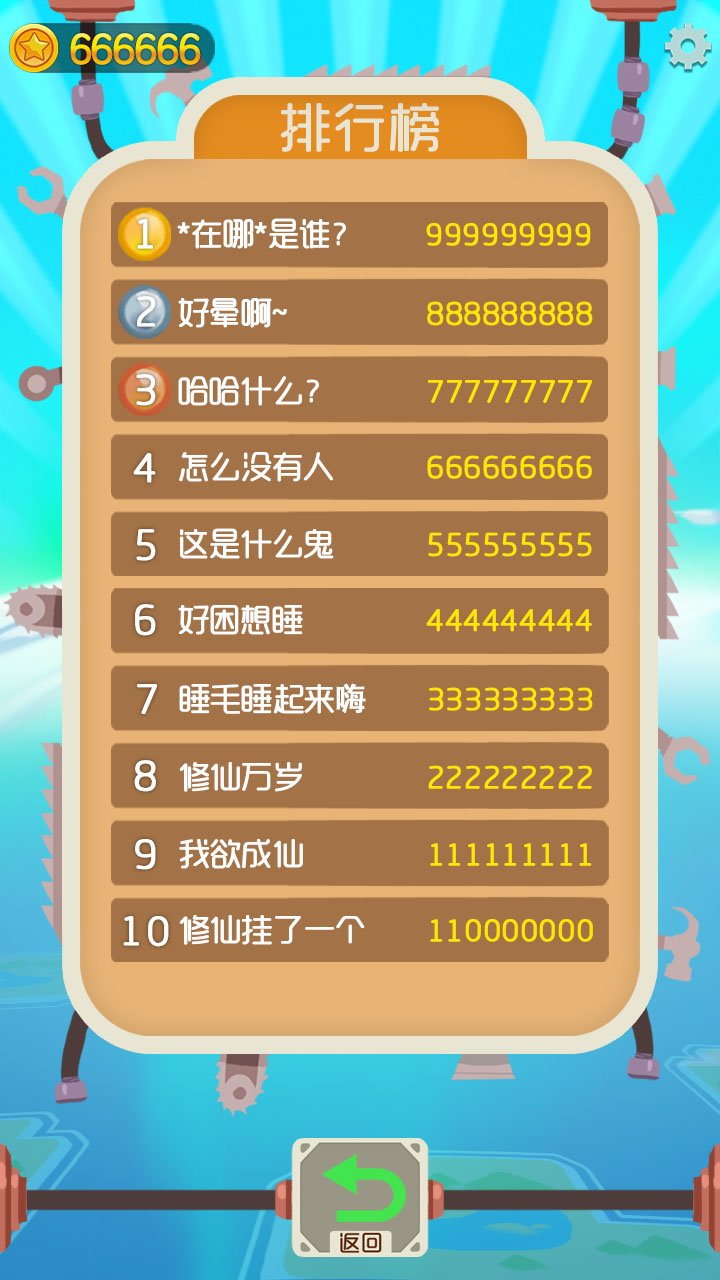 666666
排行榜
1 *在哪*是谁? 999999999
2 好晕啊~ 888888888
3 哈哈什么? 777777777
4 怎么没有人 666666666
5 这是什么鬼 555555555
6 好困想睡 444444444
7 睡毛睡起来嗨 333333333
8 修仙万岁 222222222
9 我欲成仙 111111111
10 修仙挂了一个 110000000
返回